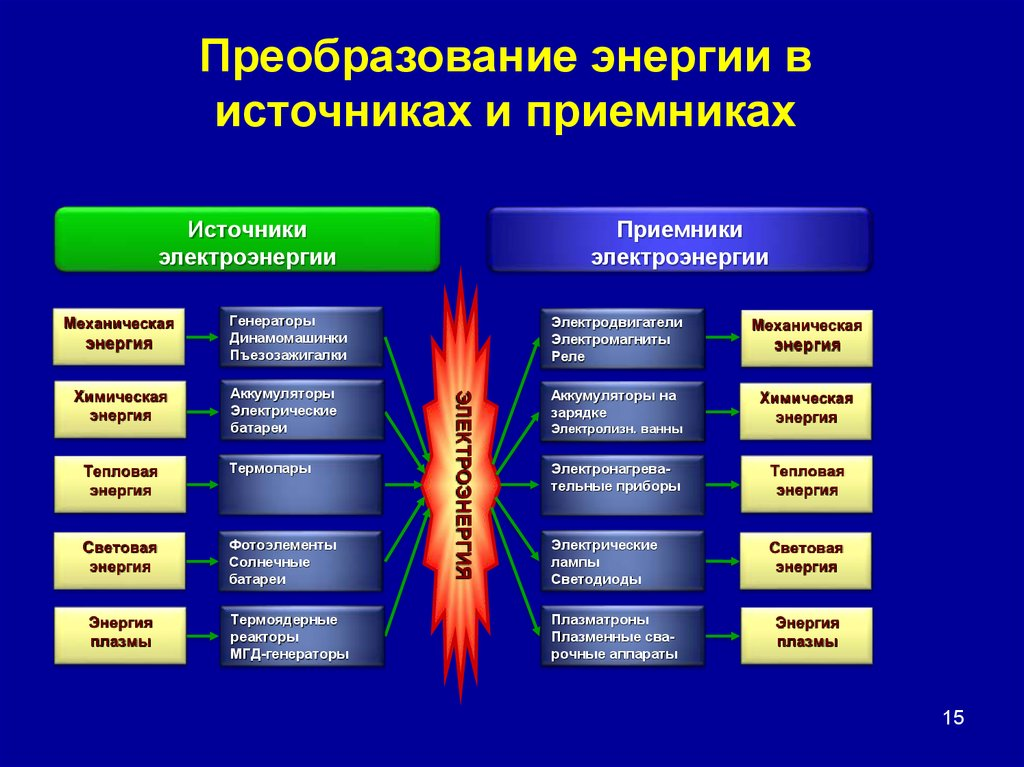 Преобразование энергии в
источниках и приемниках
Источники
электроэнергии
Приемники
электроэнергии
Механическая
энергия
Генераторы
Динамомашинки
Пъезозажигалки
Электродвигатели
Электромагниты
Реле
Механическая
энергия
Химическая
энергия
Аккумуляторы
Электрические
батареи
ЭЛЕКТРОЭНЕРГИЯ
Аккумуляторы на
зарядке
Электролизн. ванны
Химическая
энергия
Тепловая
энергия
Термопары
Электронагрева-
тельные приборы
Тепловая
энергия
Световая
энергия
Фотоэлементы
Солнечные
батареи
Электрические
лампы
Светодиоды
Световая
энергия
Энергия
плазмы
Термоядерные
реакторы
МГД-генераторы
Плазматроны
Плазменные сва-
рочные аппараты
Энергия
плазмы
15